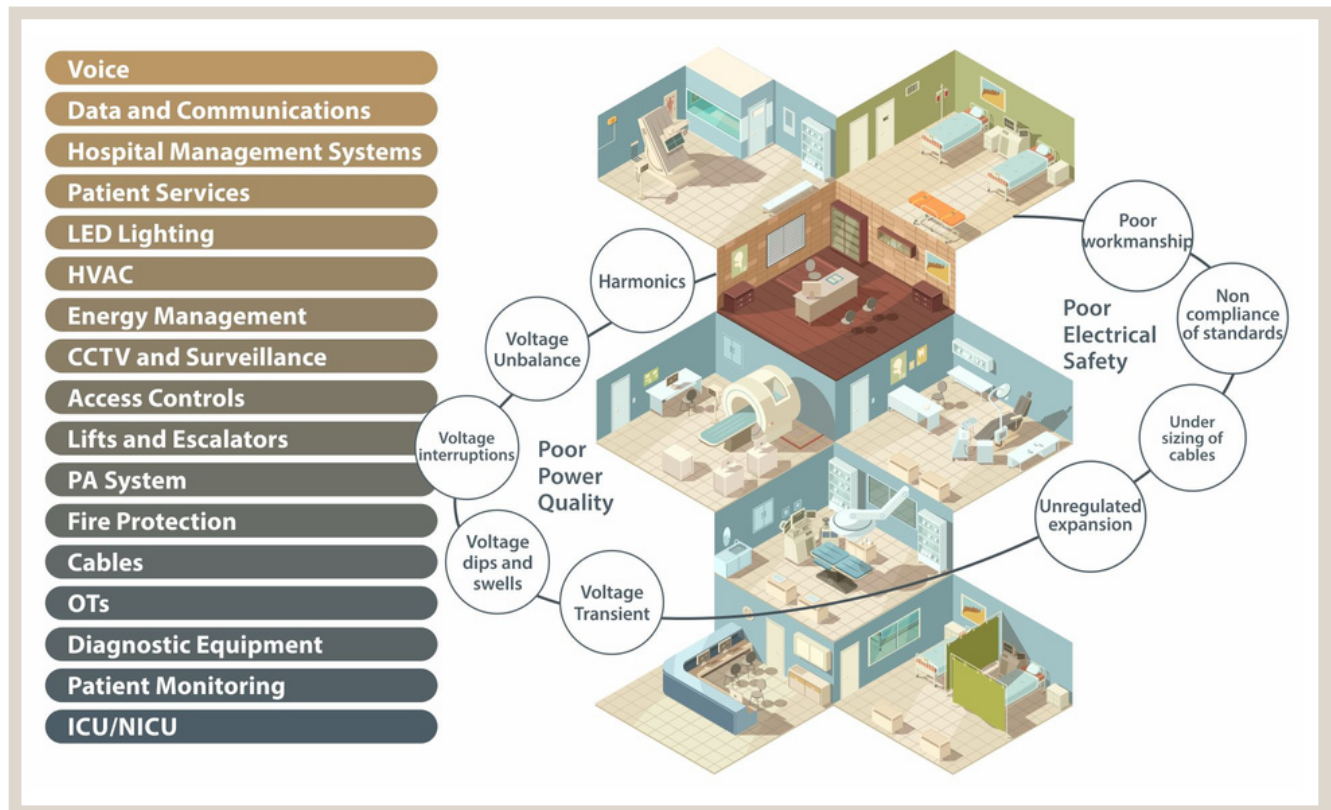 Voice
Data and Communications
Hospital Management Systems
Patient Services
LED Lighting
HVAC
Energy Management
CCTV and Surveillance
Access Controls
Lifts and Escalators
PA System
Fire Protection
Cables
OTs
Diagnostic Equipment
Patient Monitoring
ICU/NICU
Harmonics
Voltage
Unbalance
Voltage
interruptions
Voltage
dips and
swells
Voltage
Transient
Poor
Power
Quality
Poor
workmanship
Non
compliance
of standards
Under
sizing of
cables
Unregulated
expansion
Poor
Electrical
Safety